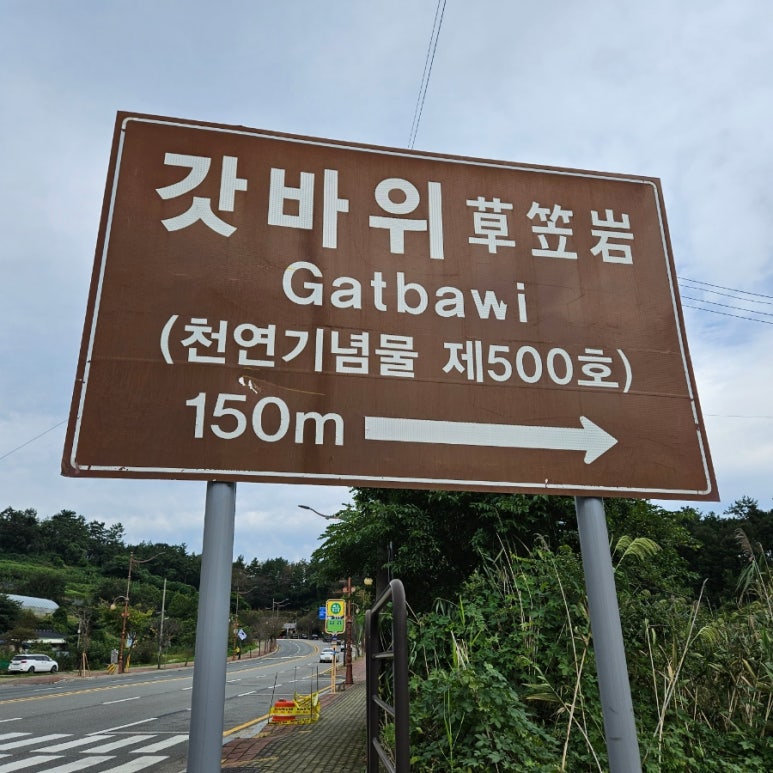 갓바위 草笠岩
Gatbawi
(천연기념물 제500호)
150m